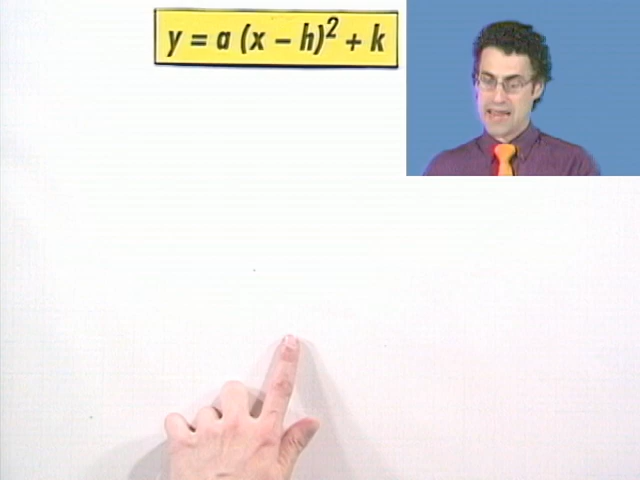 y = a (x − h)² + k